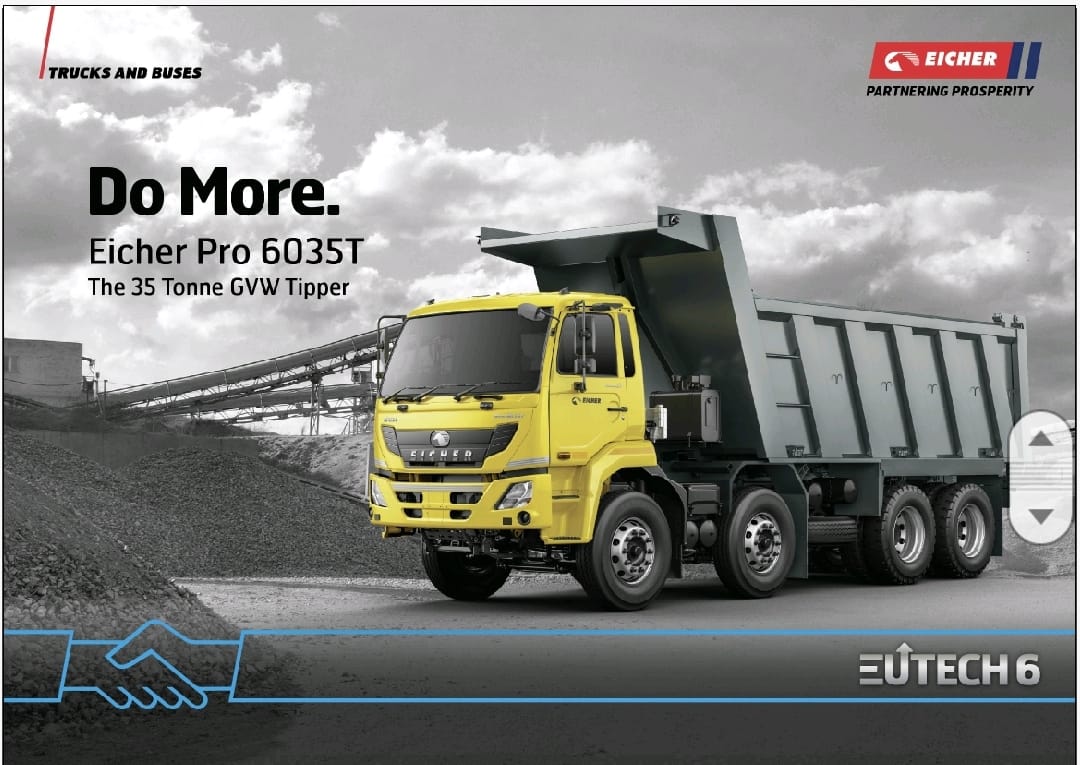 TRUCKS AND BUSES
EICHER
PARTNERING PROSPERITY
Do More.
Eicher Pro 6035T
The 35 Tonne GVW Tipper
EICHER
EICHER
EUTECH 6